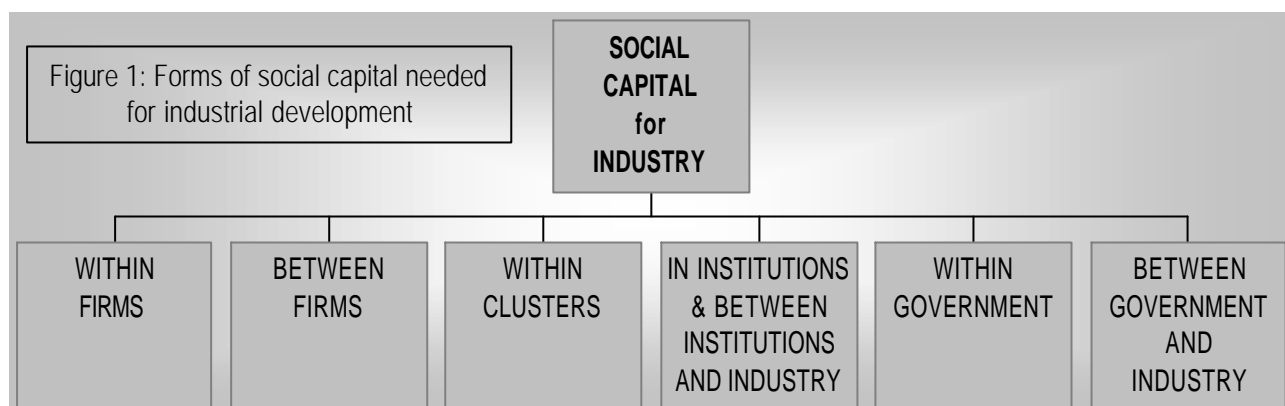 Figure 1: Forms of social capital needed
for industrial development
SOCIAL
CAPITAL
for
INDUSTRY
WITHIN
FIRMS
BETWEEN
FIRMS
WITHIN
CLUSTERS
IN INSTITUTIONS
& BETWEEN
INSTITUTIONS
AND INDUSTRY
WITHIN
GOVERNMENT
BETWEEN
GOVERNMENT
AND
INDUSTRY